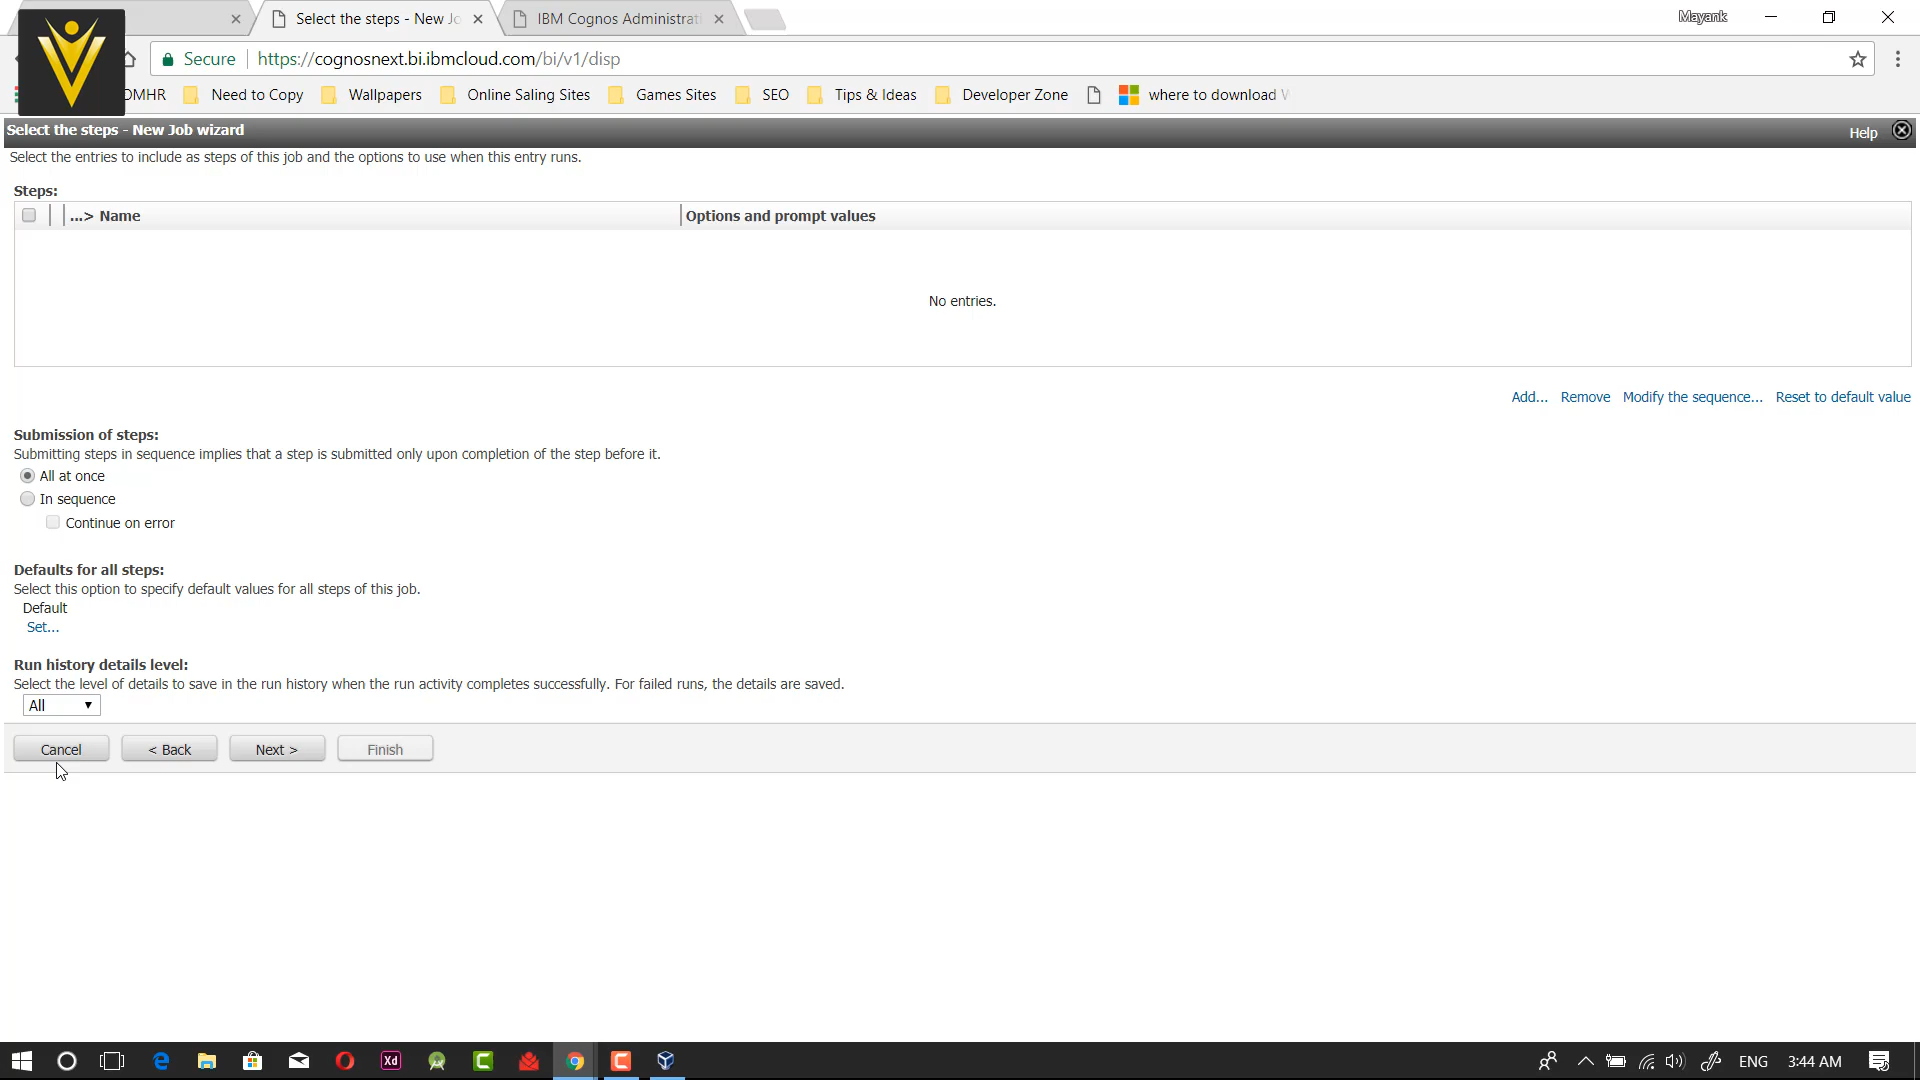 Select the steps - New Jo
IBM Cognos Administrati
Mayank
Secure
https://cognosnext.bi.ibmcloud.com/bi/v1/disp
OMHR
Need to Copy
Wallpapers
Online Saling Sites
Games Sites
SEO
Tips & Ideas
Developer Zone
where to download
Select the steps - New Job wizard
Help
Select the entries to include as steps of this job and the options to use when this entry runs.
Steps:
...> Name
Options and prompt values
No entries.
Add... Remove Modify the sequence... Reset to default value
Submission of steps:
Submitting steps in sequence implies that a step is submitted only upon completion of the step before it.
All at once
In sequence
Continue on error
Defaults for all steps:
Select this option to specify default values for all steps of this job.
Default
Set...
Run history details level:
Select the level of details to save in the run history when the run activity completes successfully. For failed runs, the details are saved.
All
Cancel
< Back
Next >
Finish
Xd
ENG
3:44 AM